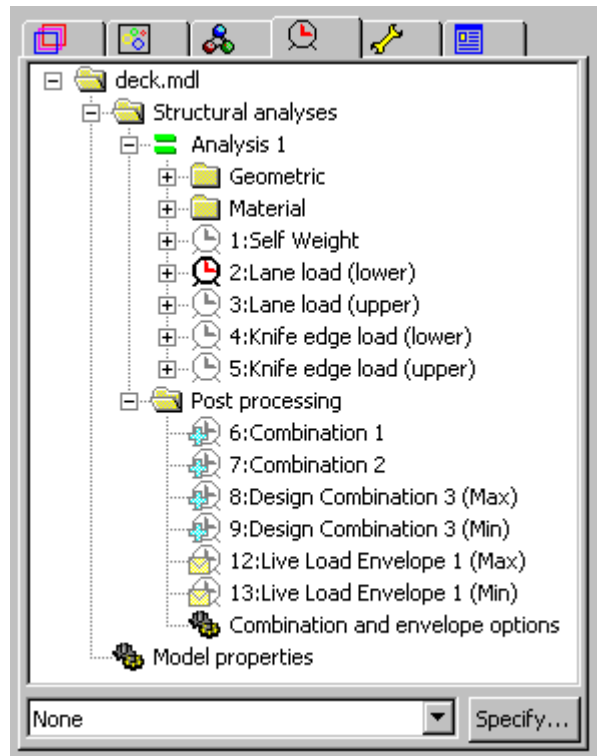 deck.mdl
Structural analyses
Analysis 1
Geometric
Material
1:Self Weight
2:Lane load (lower)
3:Lane load (upper)
4:Knife edge load (lower)
5:Knife edge load (upper)
Post processing
6:Combination 1
7:Combination 2
8:Design Combination 3 (Max)
9:Design Combination 3 (Min)
12:Live Load Envelope 1 (Max)
13:Live Load Envelope 1 (Min)
Combination and envelope options
Model properties
None Specify...